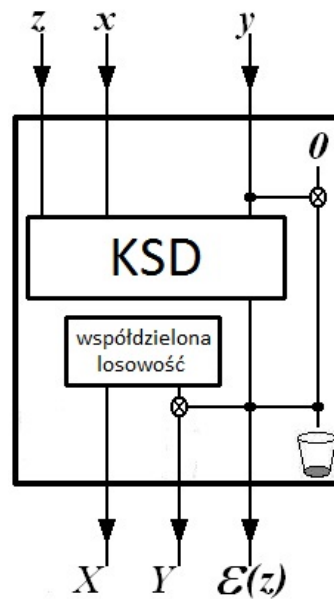 z x y
0
KSD
współdzielona
losowość
X Y ℰ(z)